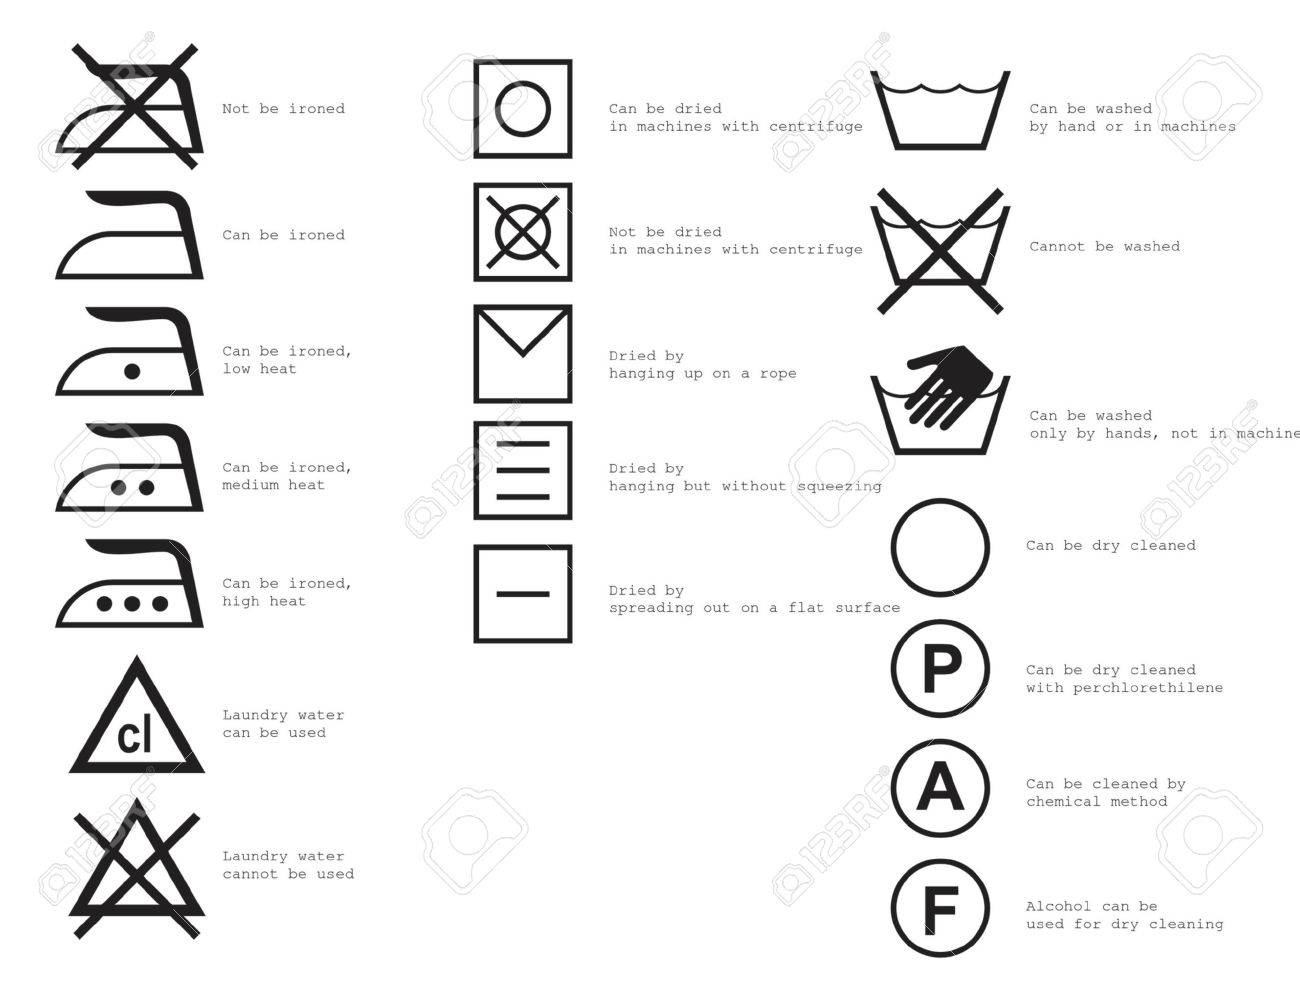 Not be ironed
Can be ironed
Can be ironed,
low heat
Can be ironed,
medium heat
Can be ironed,
high heat
cl
Laundry water
can be used
Laundry water
cannot be used
Can be dried
in machines with centrifuge
Not be dried
in machines with centrifuge
Dried by
hanging up on a rope
Dried by
hanging but without squeezing
Dried by
spreading out on a flat surface
Can be washed
by hand or in machines
Cannot be washed
Can be washed
only by hands, not in machine
Can be dry cleaned
P
Can be dry cleaned
with perchlorethilene
A
Can be cleaned by
chemical method
F
Alcohol can be
used for dry cleaning
123RF
123RF
123RF
123RF
123RF
123RF